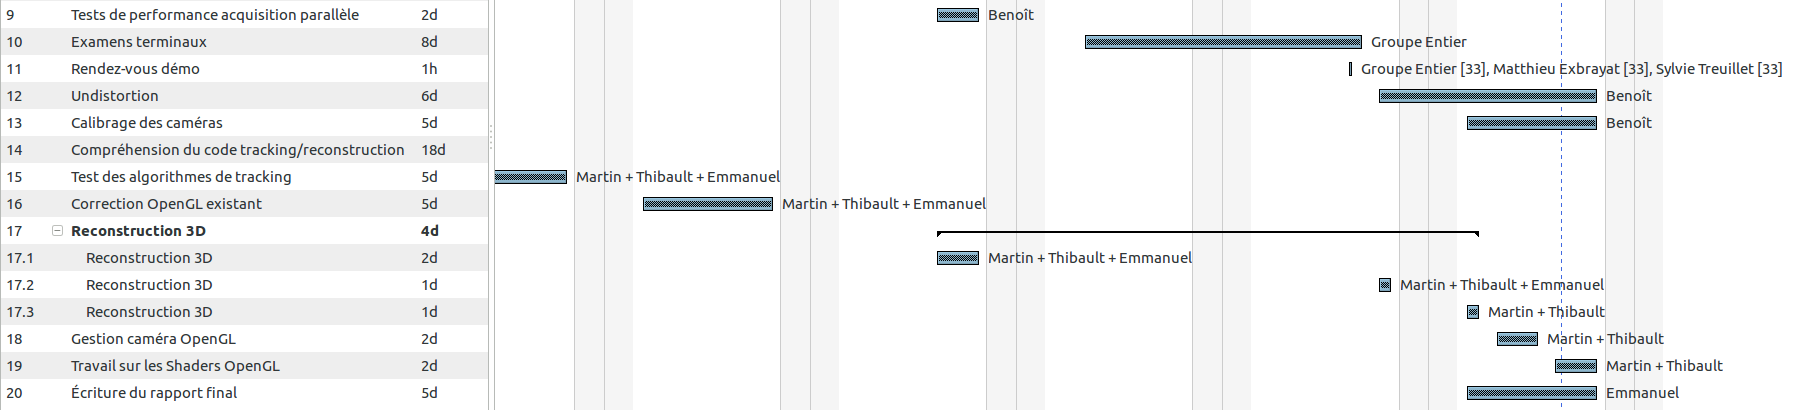 9 Tests de performance acquisition parallèle 2d Benoît
10 Examens terminaux 8d Groupe Entier
11 Rendez-vous démo 1h Groupe Entier [33], Matthieu Exbrayat [33], Sylvie Treuillet [33]
12 Undistortion 6d Benoît
13 Calibrage des caméras 5d Benoît
14 Compréhension du code tracking/reconstruction 18d
15 Test des algorithmes de tracking 5d Martin + Thibault + Emmanuel
16 Correction OpenGL existant 5d Martin + Thibault + Emmanuel
17 Reconstruction 3D 4d
17.1 Reconstruction 3D 2d Martin + Thibault + Emmanuel
17.2 Reconstruction 3D 1d Martin + Thibault + Emmanuel
17.3 Reconstruction 3D 1d Martin + Thibault
18 Gestion caméra OpenGL 2d Martin + Thibault
19 Travail sur les Shaders OpenGL 2d Martin + Thibault
20 Écriture du rapport final 5d Emmanuel